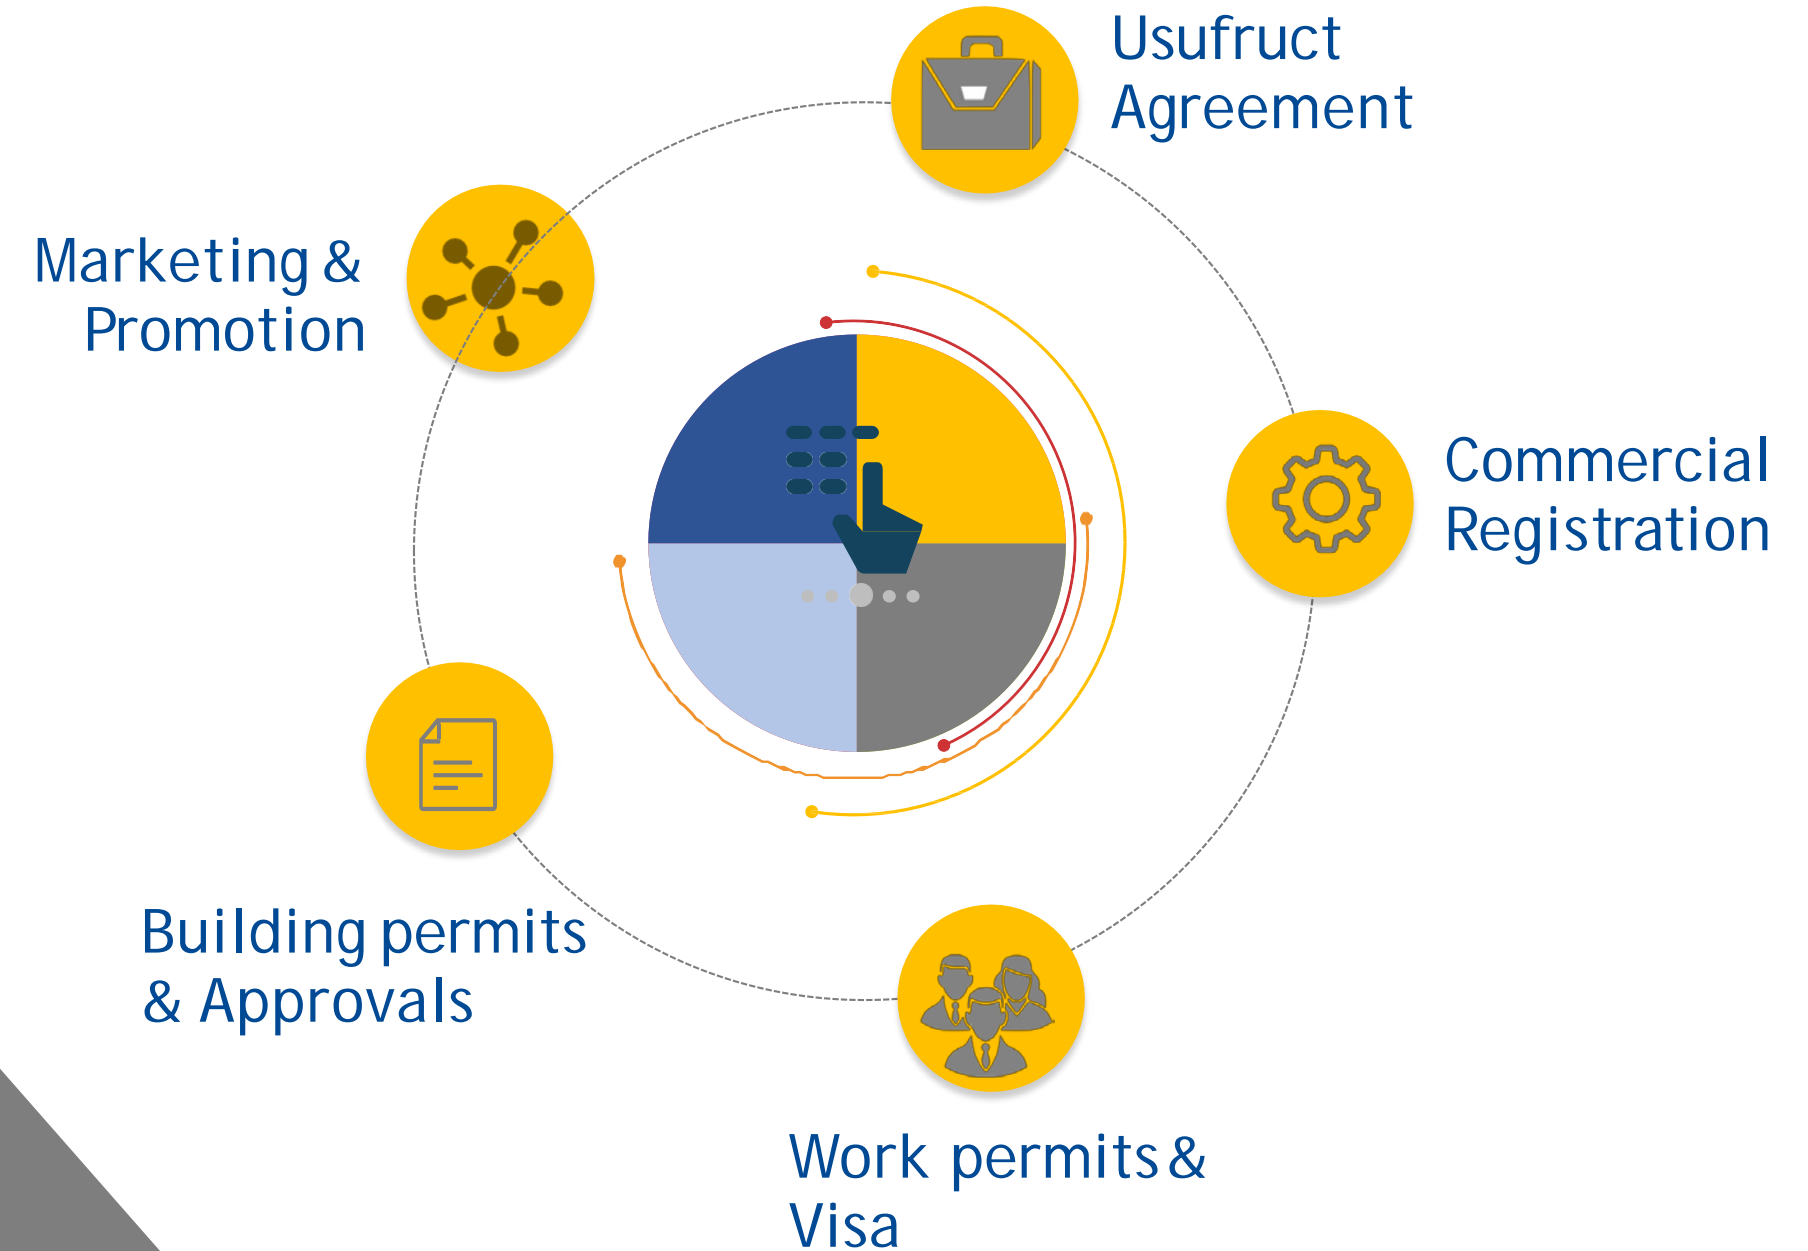 Usufruct
Agreement
Marketing &
Promotion
Commercial
Registration
Building permits
& Approvals
Work permits &
Visa